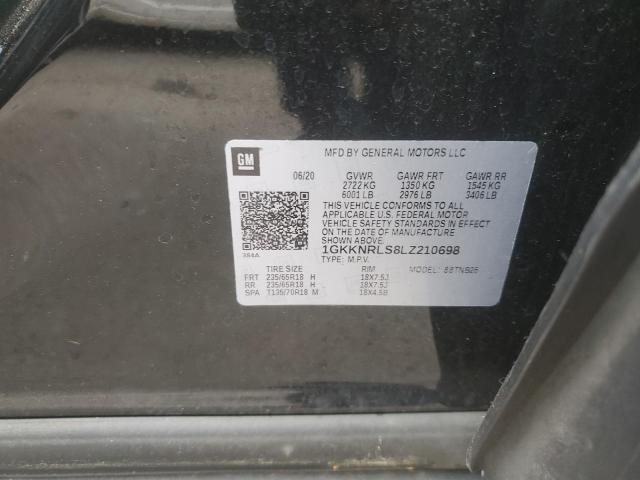 GM
MFD BY GENERAL MOTORS LLC
06/20 GVWR GAWR FRT GAWR RR
2722 KG 1350 KG 1545 KG
6001 LB 2976 LB 3406 LB
THIS VEHICLE CONFORMS TO ALL
APPLICABLE U.S. FEDERAL MOTOR
VEHICLE SAFETY STANDARDS IN EFFECT
ON THE DATE OF MANUFACTURE
SHOWN ABOVE.
384A 1GKKNRLS8LZ210698
TYPE: M.P.V. MODEL:
TIRE SIZE RIM
FRT 235/65R18 H 18X7.5J
RR 235/65R18 H 18X7.5J
SPA T135/70R18 M 18X4.5B